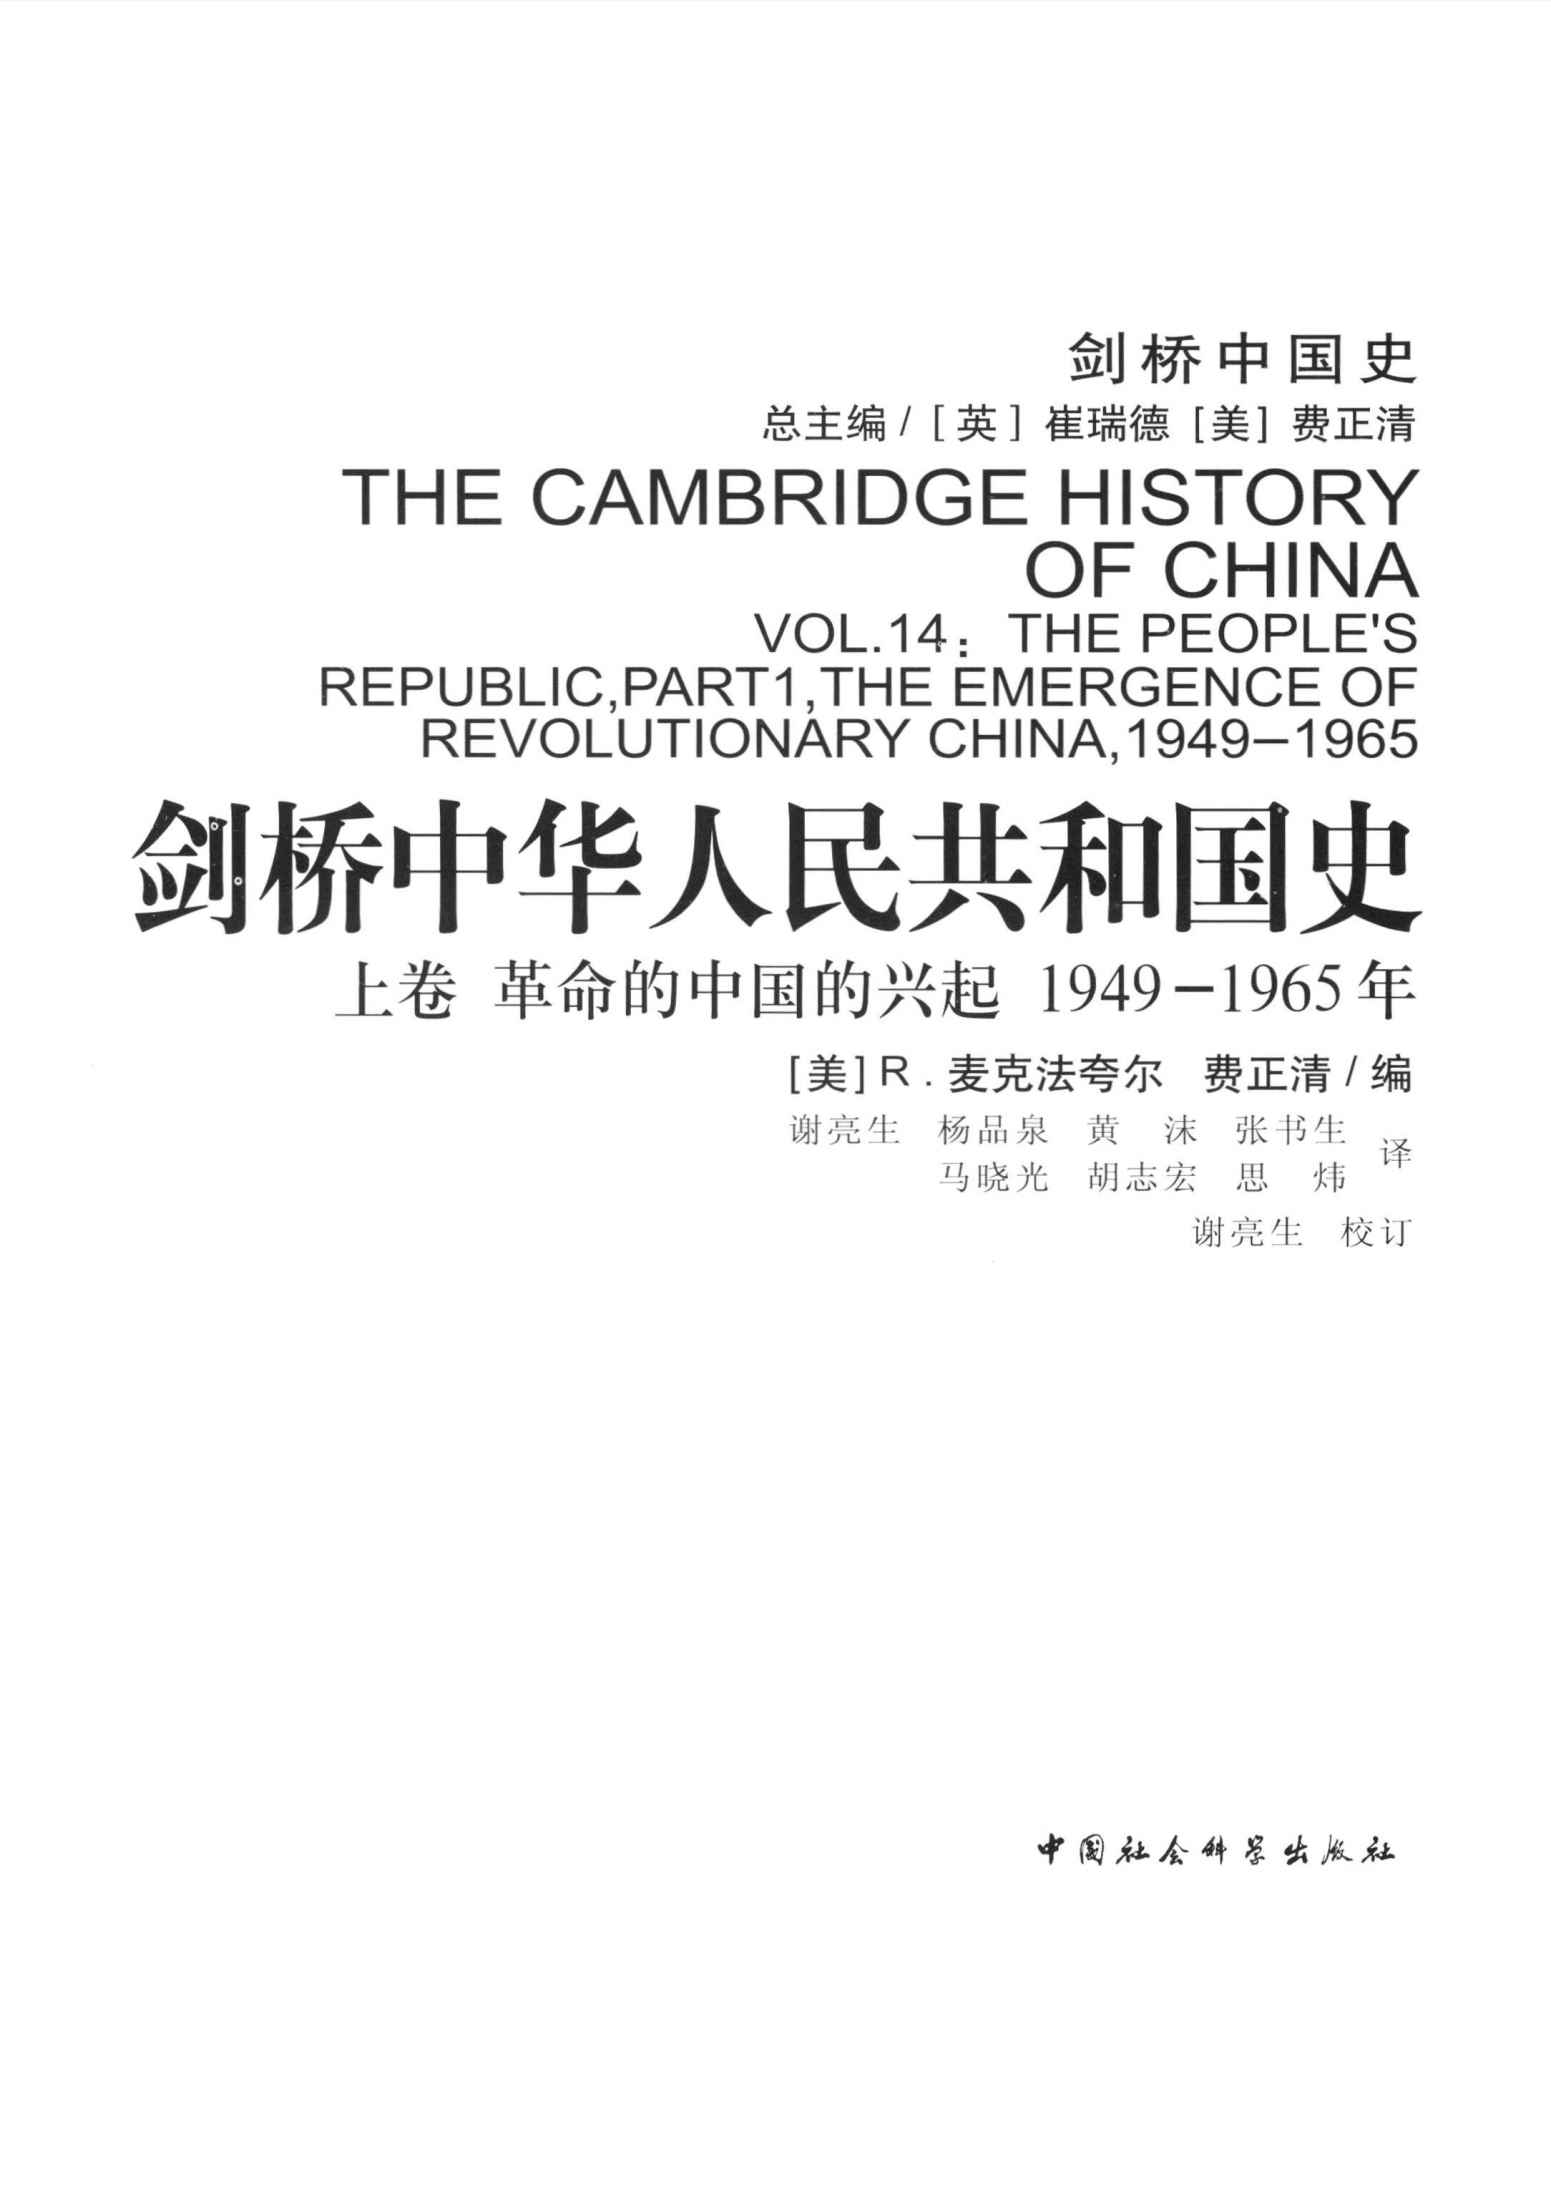 剑桥中国史
总主编/［英］崔瑞德［美］费正清
THE CAMBRIDGE HISTORY
OF CHINA
VOL.14：THE PEOPLE'S
REPUBLIC,PART1,THE EMERGENCE OF
REVOLUTIONARY CHINA,1949–1965
剑桥中华人民共和国史
上卷 革命的中国的兴起 1949－1965年
［美］R．麦克法夸尔 费正清/编
谢亮生 杨品泉 黄 沫 张书生
马晓光 胡志宏 思 炜
译
谢亮生 校订
中国社会科学出版社